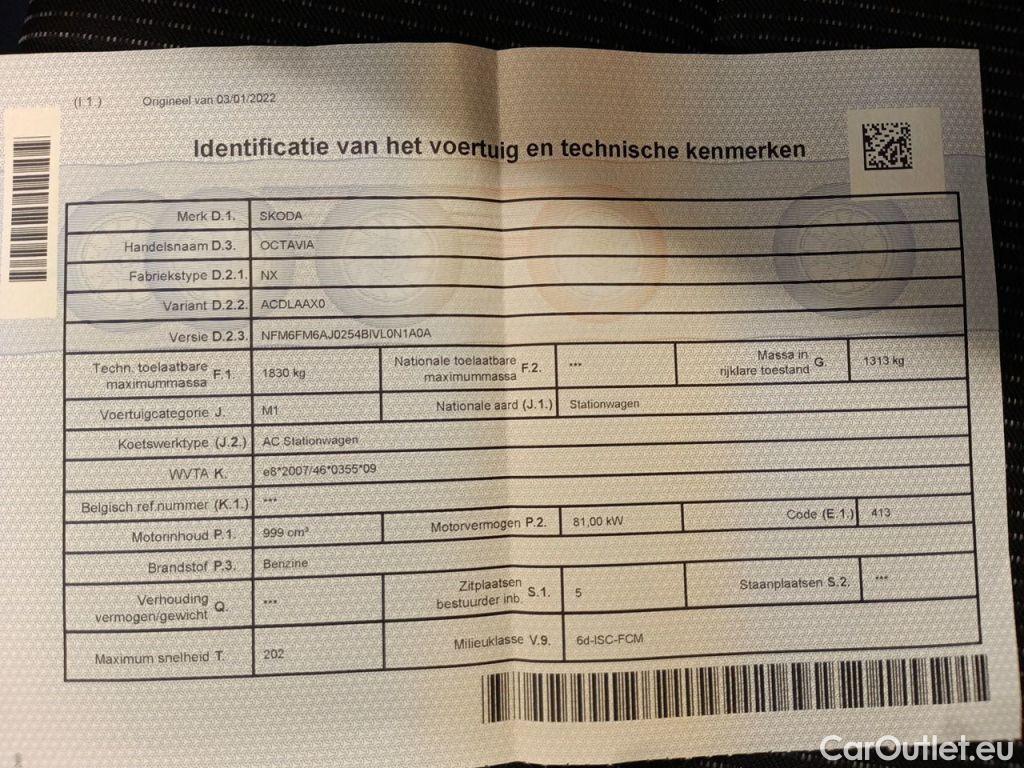 (I.1.) Origineel van 03/01/2022
Identificatie van het voertuig en technische kenmerken
Merk D.1. SKODA
Handelsnaam D.3. OCTAVIA
Fabriekstype D.2.1. NX
Variant D.2.2. ACDLAAX0
Versie D.2.3. NFM6FM6AJ0254BIVL0N1A0A
Techn. toelaatbare maximummassa F.1. 1830 kg Nationale toelaatbare maximummassa F.2. *** Massa in rijklare toestand G. 1313 kg
Voertuigcategorie J. M1 Nationale aard (J.1.) Stationwagen
Koetswerktype (J.2.) AC Stationwagen
WVTA K. e8*2007/46*0355*09
Belgisch ref.nummer (K.1.) ***
Motorinhoud P.1. 999 cm³ Motorvermogen P.2. 81,00 kW Code (E.1.) 413
Brandstof P.3. Benzine
Verhouding vermogen/gewicht Q. *** Zitplaatsen bestuurder inb. S.1. 5 Staanplaatsen S.2. ***
Maximum snelheid T. 202 Milieuklasse V.9. 6d-ISC-FCM
CarOutlet.eu